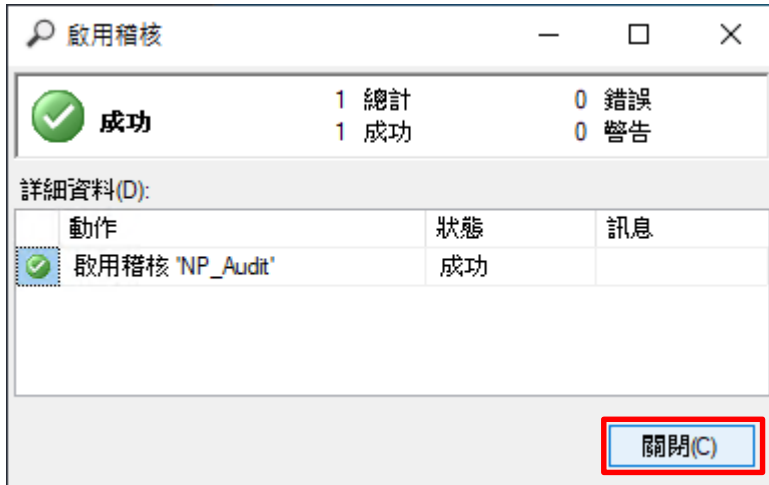 啟用稽核
成功
1 總計 0 錯誤
1 成功 0 警告
詳細資料(D):
動作 狀態 訊息
啟用稽核 'NP_Audit' 成功
關閉(C)